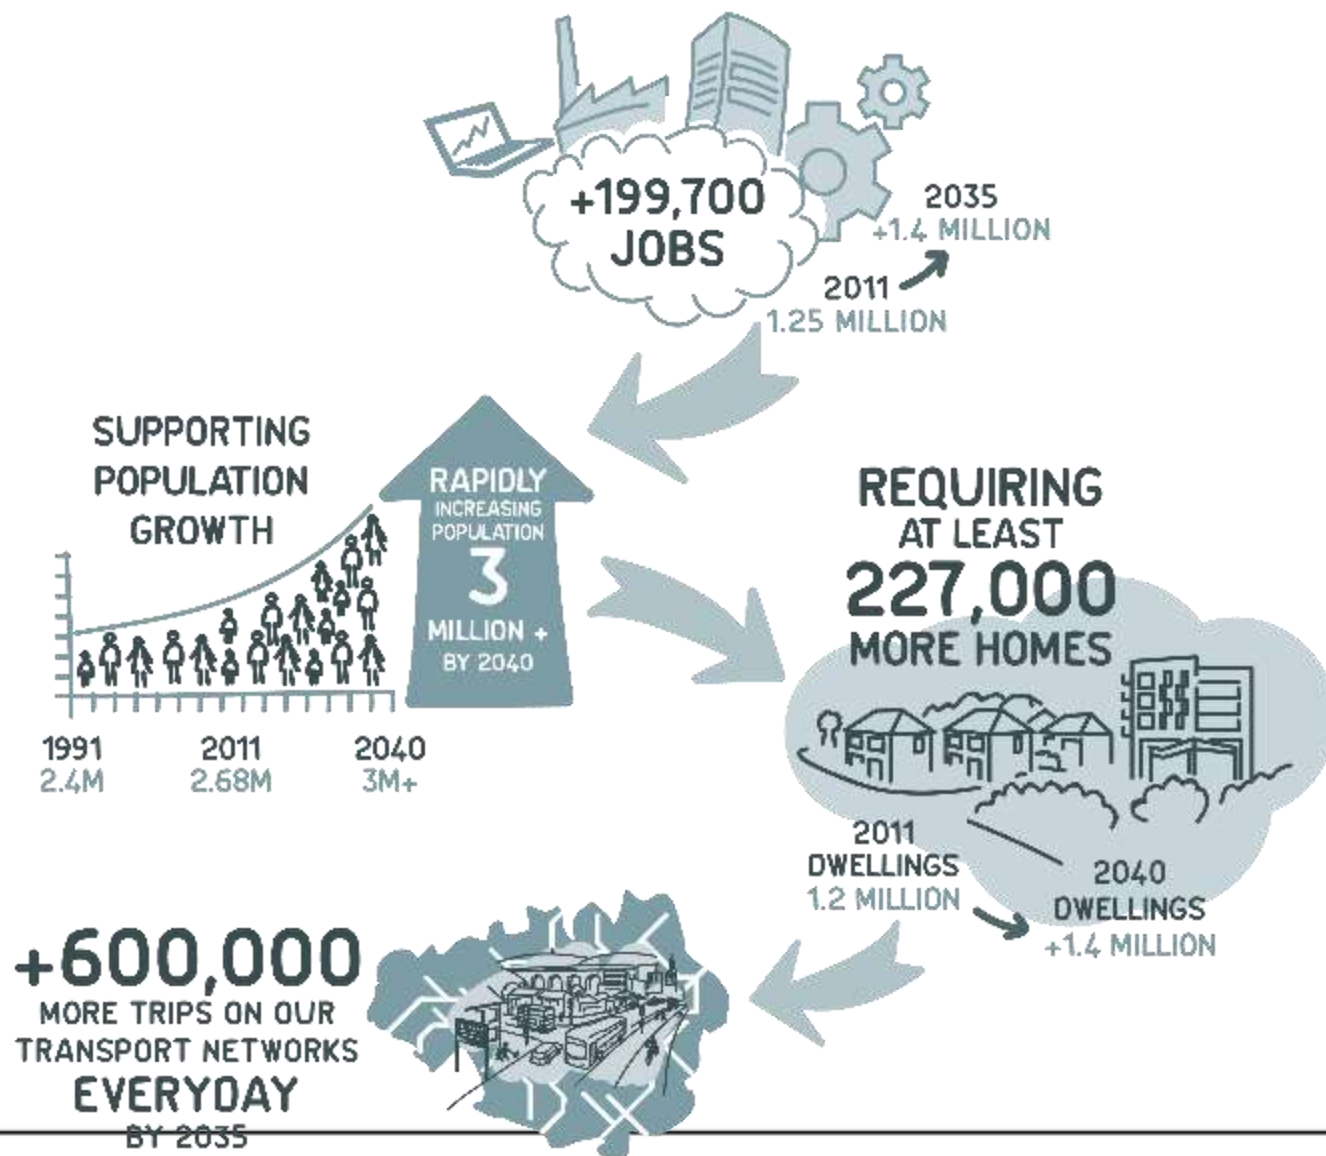 +199,700
JOBS
2035
+1.4 MILLION
2011
1.25 MILLION
SUPPORTING
POPULATION
GROWTH
RAPIDLY
INCREASING
POPULATION
3
MILLION +
BY 2040
1991
2.4M
2011
2.68M
2040
3M+
REQUIRING
AT LEAST
227,000
MORE HOMES
2011
DWELLINGS
1.2 MILLION
2040
DWELLINGS
+1.4 MILLION
+600,000
MORE TRIPS ON OUR
TRANSPORT NETWORKS
EVERYDAY
BY 2035